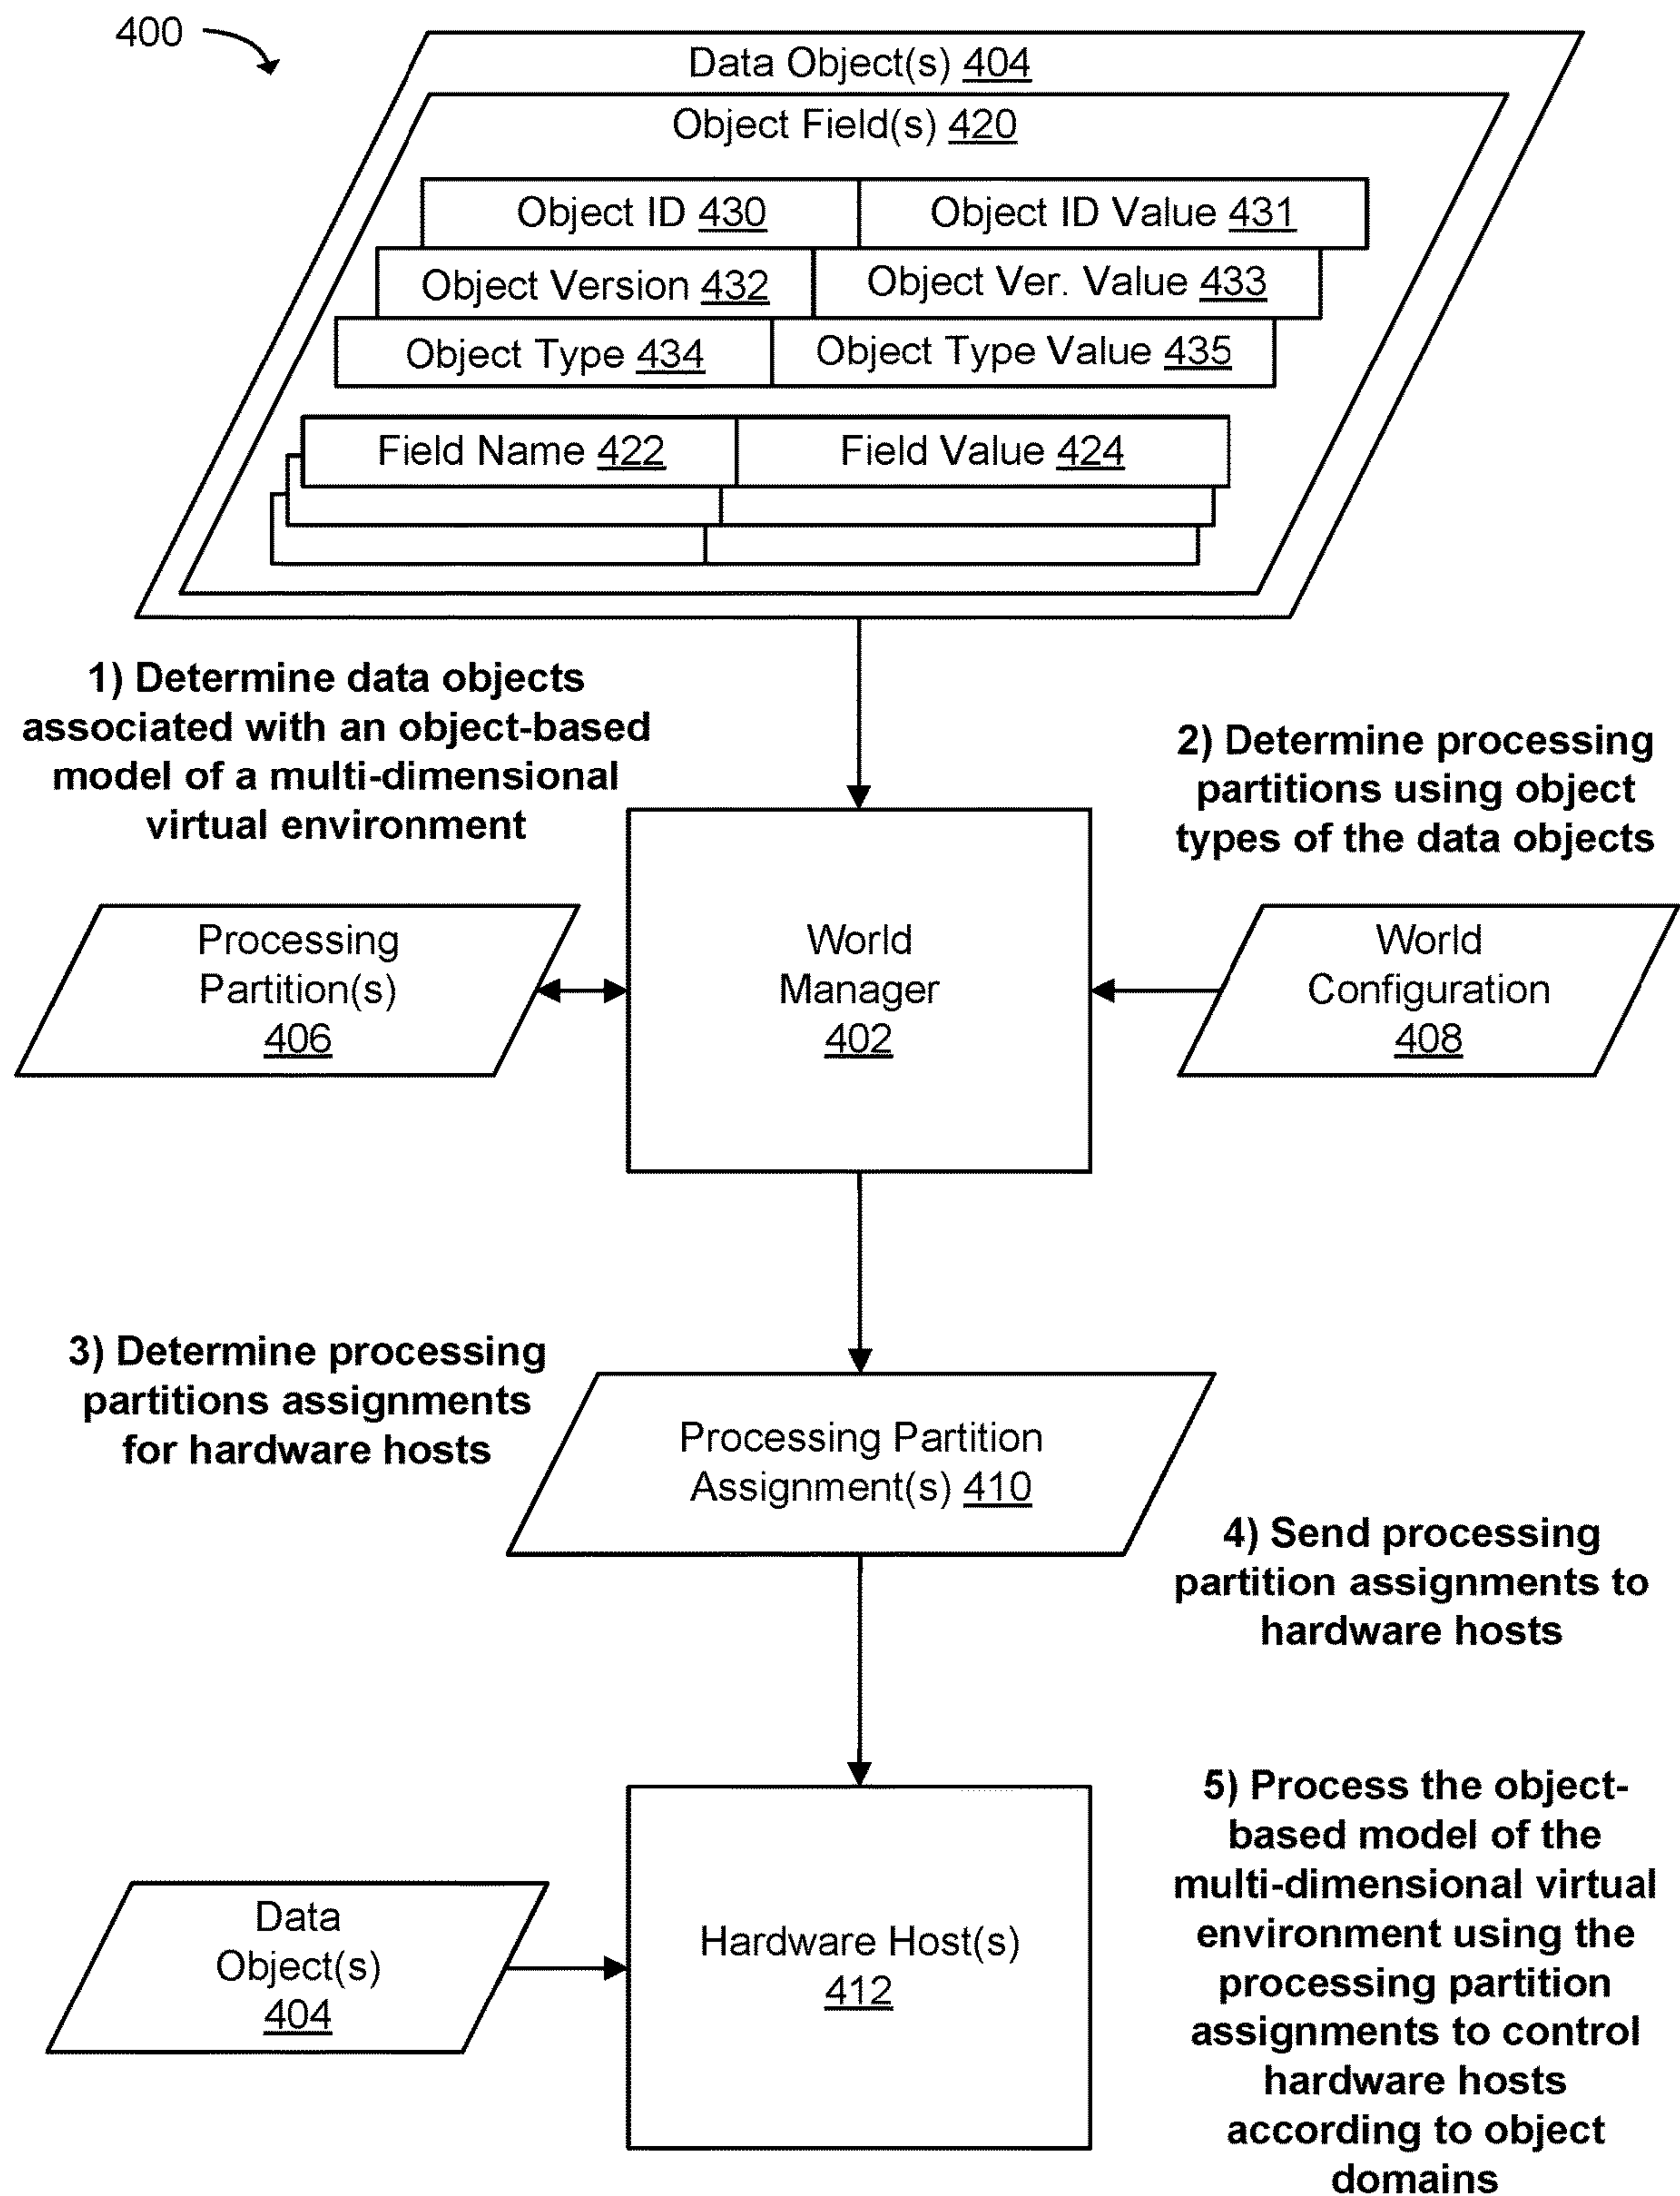 400
Data Object(s) 404
Object Field(s) 420
Object ID 430
Object ID Value 431
Object Version 432
Object Ver. Value 433
Object Type 434
Object Type Value 435
Field Name 422
Field Value 424
1) Determine data objects
associated with an object-based
model of a multi-dimensional
virtual environment
2) Determine processing
partitions using object
types of the data objects
Processing
Partition(s)
406
World
Manager
402
World
Configuration
408
3) Determine processing
partitions assignments
for hardware hosts
Processing Partition
Assignment(s) 410
4) Send processing
partition assignments to
hardware hosts
Data
Object(s)
404
Hardware Host(s)
412
5) Process the object-
based model of the
multi-dimensional virtual
environment using the
processing partition
assignments to control
hardware hosts
according to object
domains